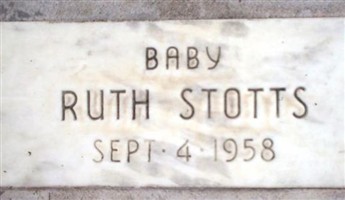 BABY
RUTH STOTTS
SEPT · 4 · 1958